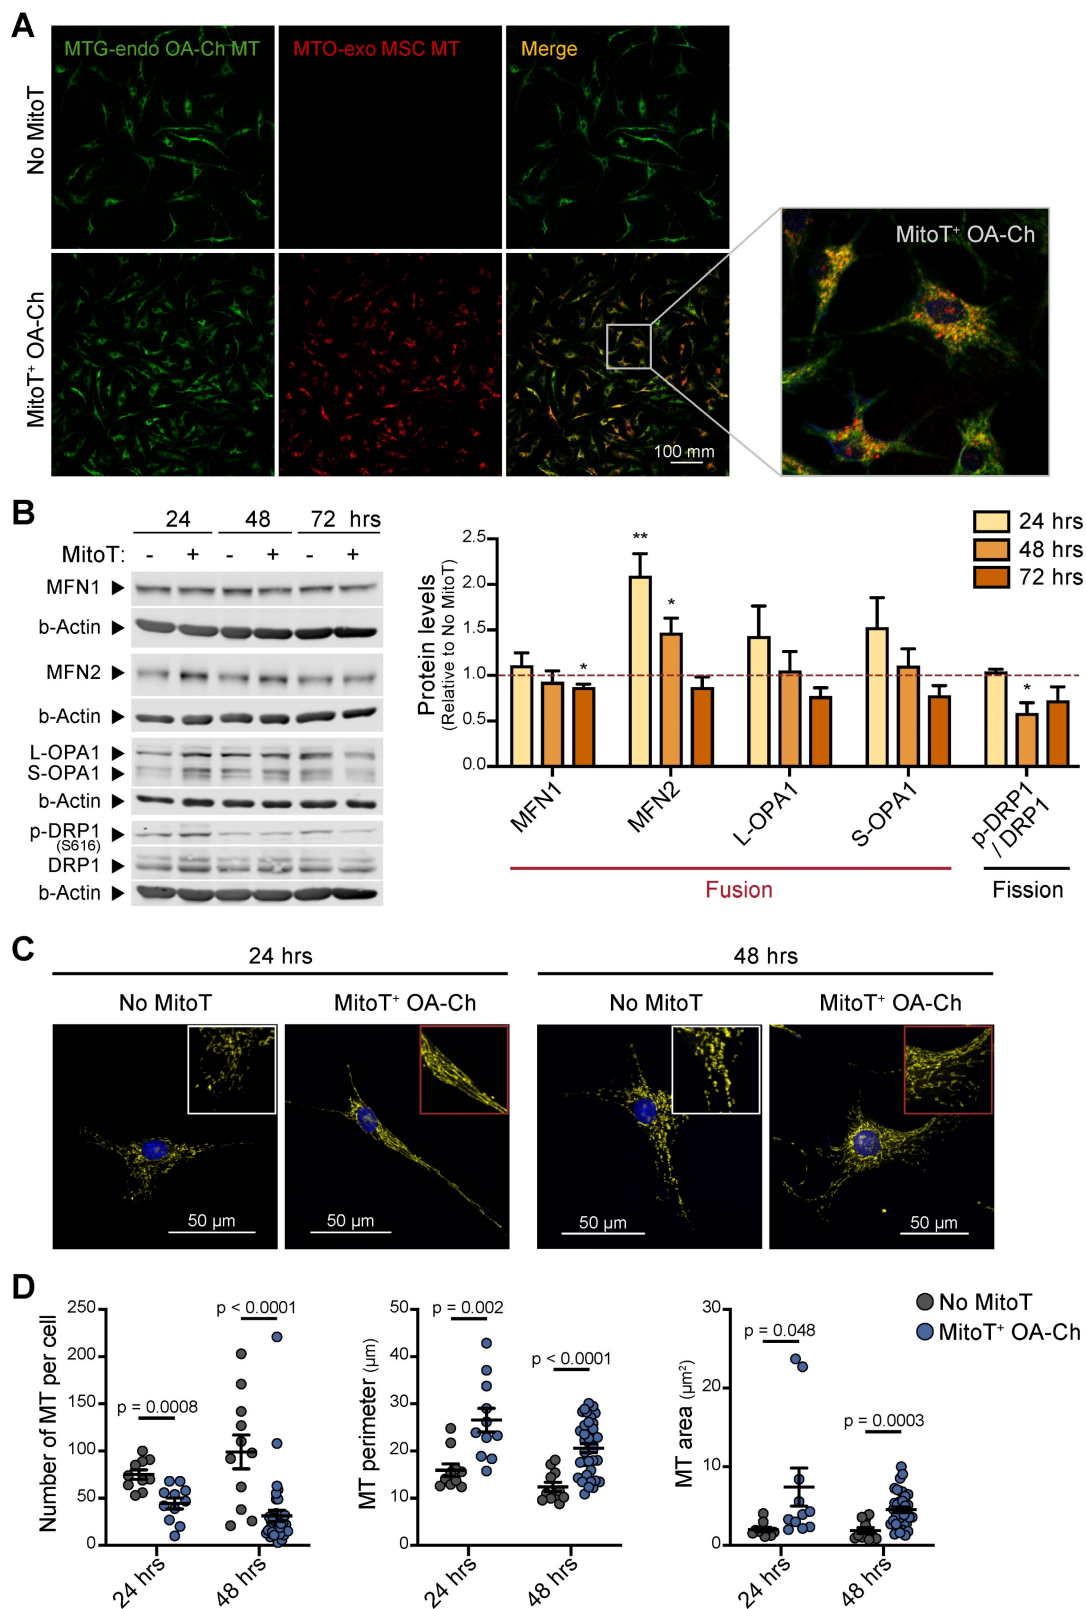 A
MTG-endo OA-Ch MT
MTO-exo MSC MT
Merge
No MitoT
MitoT+ OA-Ch
MitoT+ OA-Ch
100 mm
B
24 48 72 hrs
MitoT: - + - + - +
MFN1
b-Actin
MFN2
b-Actin
L-OPA1
S-OPA1
b-Actin
p-DRP1
(S616)
DRP1
b-Actin
Protein levels
(Relative to No MitoT)
2.5
2.0
1.5
1.0
0.5
0.0
**
*
*
*
24 hrs
48 hrs
72 hrs
MFN1
MFN2
L-OPA1
S-OPA1
p-DRP1
/ DRP1
Fusion
Fission
C
24 hrs
48 hrs
No MitoT
MitoT+ OA-Ch
No MitoT
MitoT+ OA-Ch
50 µm
50 µm
50 µm
50 µm
D
Number of MT per cell
250
200
150
100
50
0
p = 0.0008
p < 0.0001
24 hrs
48 hrs
MT perimeter (µm)
50
40
30
20
10
0
p = 0.002
p < 0.0001
24 hrs
48 hrs
MT area (µm²)
30
20
10
0
p = 0.048
p = 0.0003
24 hrs
48 hrs
No MitoT
MitoT+ OA-Ch